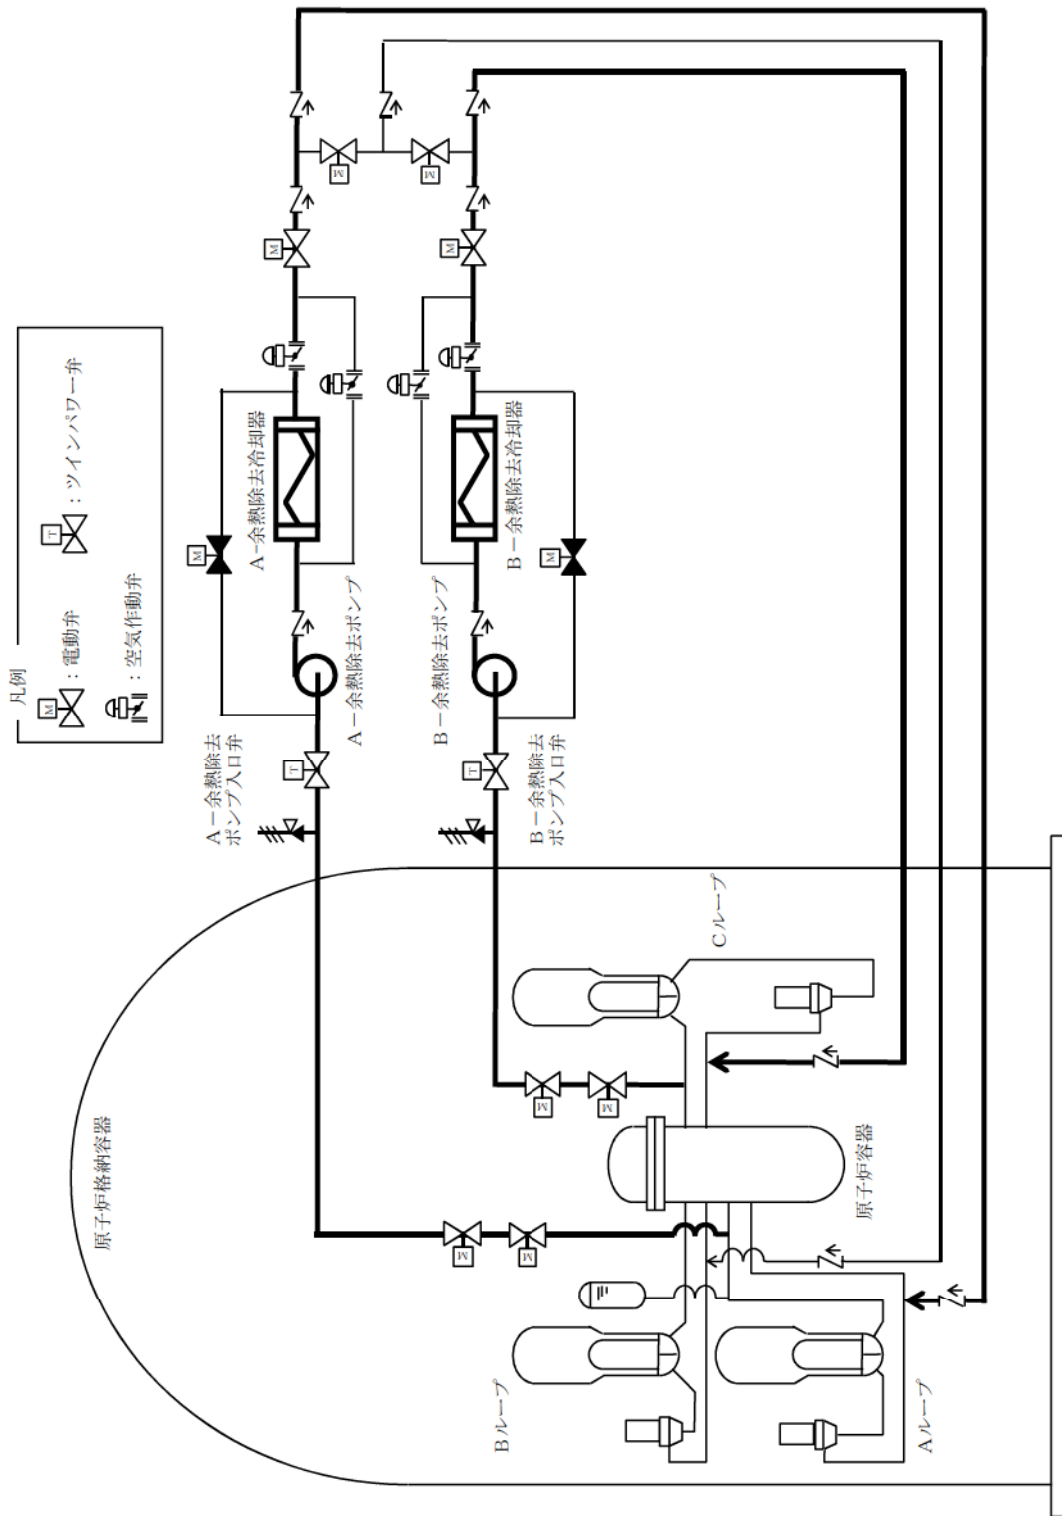 凡例
M
：電動弁
T
：ツインパワー弁
：空気作動弁
A－余熱除去
ポンプ入口弁
T
A－余熱除去ポンプ
M
A－余熱除去冷却器
M
M
M
B－余熱除去
ポンプ入口弁
T
B－余熱除去ポンプ
M
B－余熱除去冷却器
M
原子炉格納容器
M
M
M
M
原子炉容器
Aループ
Bループ
Cループ